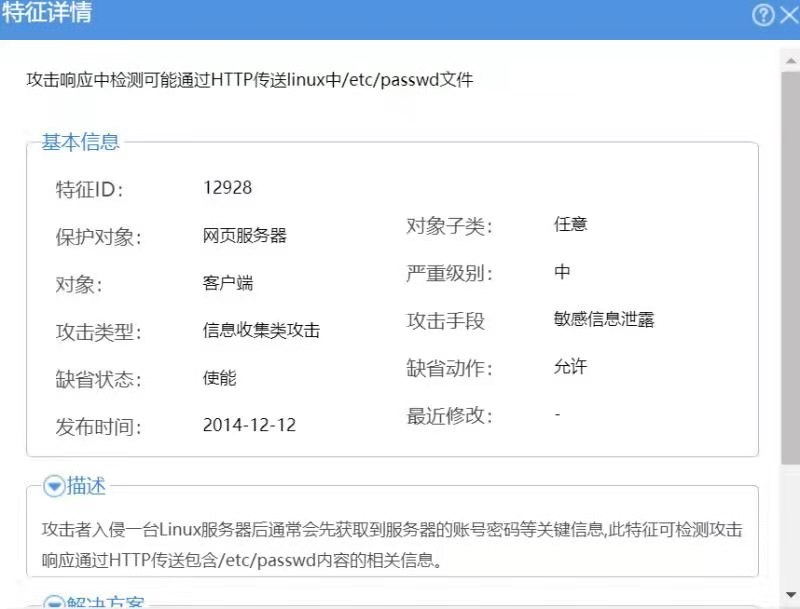 特征详情
攻击响应中检测可能通过HTTP传送linux中/etc/passwd文件
基本信息
特征ID： 12928
保护对象： 网页服务器
对象子类： 任意
对象： 客户端
严重级别： 中
攻击类型： 信息收集类攻击
攻击手段 敏感信息泄露
缺省状态： 使能
缺省动作： 允许
发布时间： 2014-12-12
最近修改： -
描述
攻击者入侵一台Linux服务器后通常会先获取到服务器的账号密码等关键信息,此特征可检测攻击
响应通过HTTP传送包含/etc/passwd内容的相关信息。
解决方案